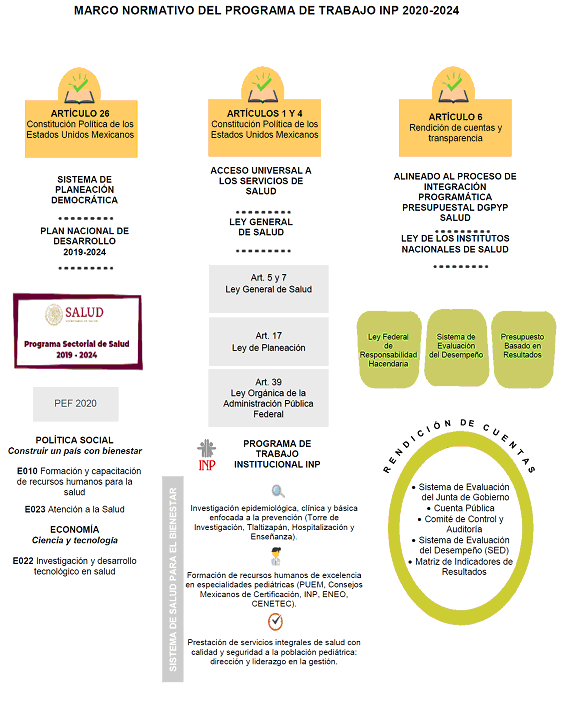 MARCO NORMATIVO DEL PROGRAMA DE TRABAJO INP 2020-2024
ARTÍCULO 26
Constitución Política de los
Estados Unidos Mexicanos
SISTEMA DE
PLANEACIÓN
DEMOCRÁTICA
PLAN NACIONAL DE
DESARROLLO
2019-2024
SALUD
Programa Sectorial de Salud
2019 - 2024
PEF 2020
POLÍTICA SOCIAL
Construir un país con bienestar
E010 Formación y capacitación
de recursos humanos para la
salud
E023 Atención a la Salud
ECONOMÍA
Ciencia y tecnología
E022 Investigación y desarrollo
tecnológico en salud
ARTÍCULOS 1 Y 4
Constitución Política de los
Estados Unidos Mexicanos
ACCESO UNIVERSAL A
LOS SERVICIOS DE
SALUD
LEY GENERAL
DE SALUD
Art. 5 y 7
Ley General de Salud
Art. 17
Ley de Planeación
Art. 39
Ley Orgánica de la
Administración Pública
Federal
INP
PROGRAMA DE
TRABAJO
INSTITUCIONAL INP
SISTEMA DE SALUD PARA EL BIENESTAR
Investigación epidemiológica, clínica y básica
enfocada a la prevención (Torre de
Investigación, Tlaltizapán, Hospitalización y
Enseñanza).
Formación de recursos humanos de excelencia
en especialidades pediátricas (PUEM, Consejos
Mexicanos de Certificación, INP, ENEO,
CENETEC).
Prestación de servicios integrales de salud con
calidad y seguridad a la población pediátrica:
dirección y liderazgo en la gestión.
ARTÍCULO 6
Rendición de cuentas y
transparencia
ALINEADO AL PROCESO DE
INTEGRACIÓN
PROGRAMÁTICA
PRESUPUESTAL DGPYP
SALUD
LEY DE LOS INSTITUTOS
NACIONALES DE SALUD
Ley Federal
de
Responsabilidad
Hacendaria
Sistema de
Evaluación
del Desempeño
Presupuesto
Basado en
Resultados
RENDICIÓN DE CUENTAS
• Sistema de Evaluación
del Junta de Gobierno
• Cuenta Pública
• Comité de Control y
Auditoría
• Sistema de Evaluación
del Desempeño (SED)
• Matriz de Indicadores de
Resultados